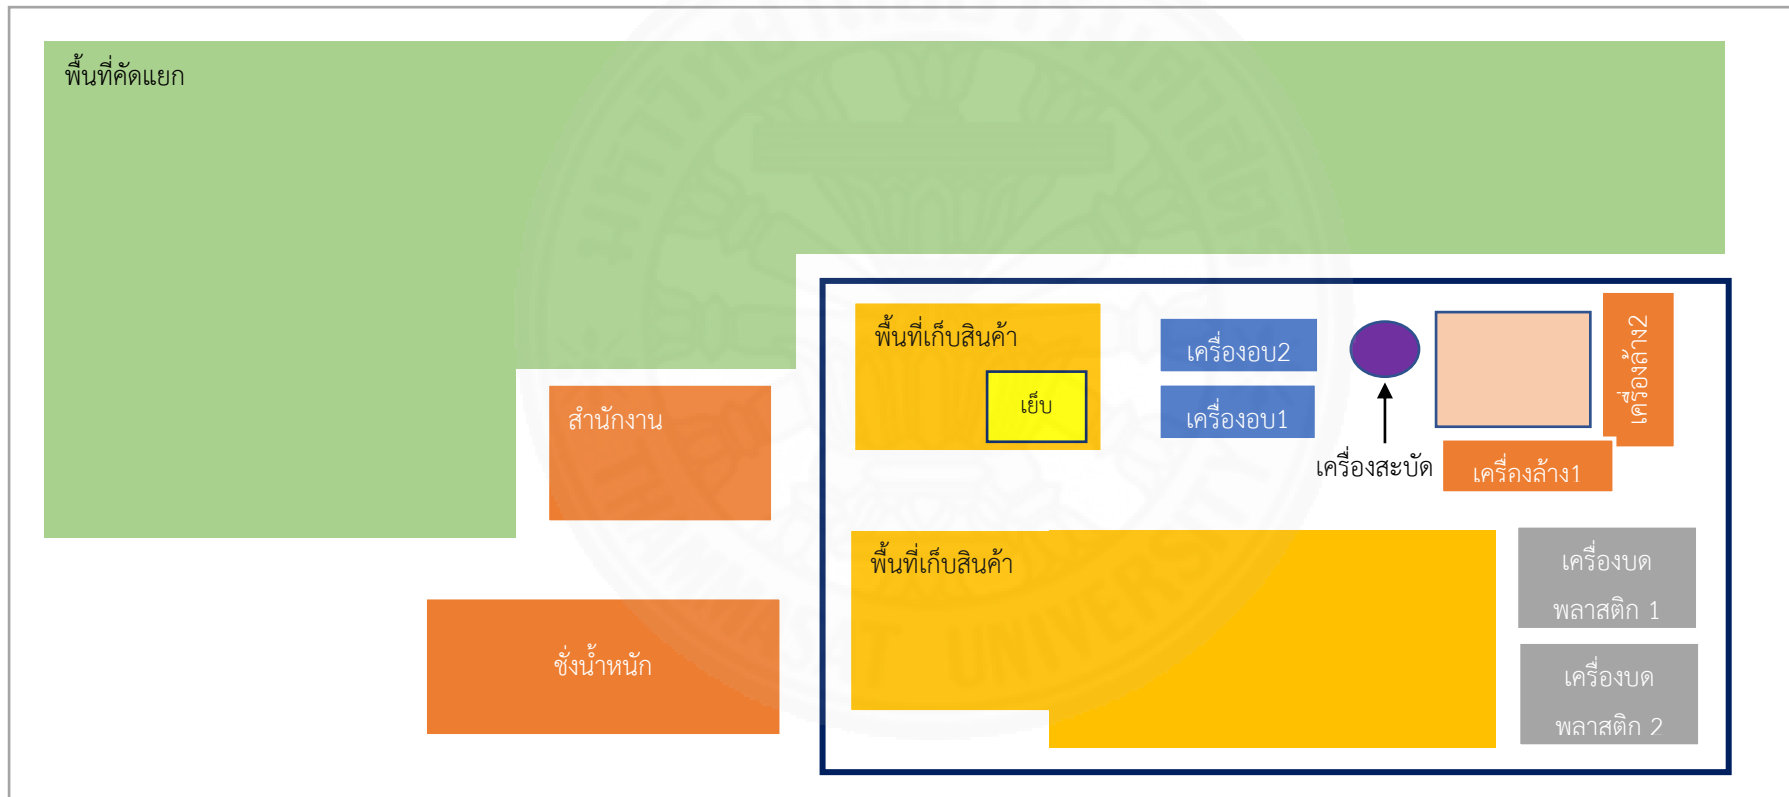 พื้นที่คัดแยก
พื้นที่เก็บสินค้า
เย็บ
เครื่องอบ2
เครื่องอบ1
เครื่องสะบัด
เครื่องล้าง2
เครื่องล้าง1
สำนักงาน
ชั่งน้ำหนัก
พื้นที่เก็บสินค้า
เครื่องบด
พลาสติก 1
เครื่องบด
พลาสติก 2
THAMMASAT UNIVERSITY